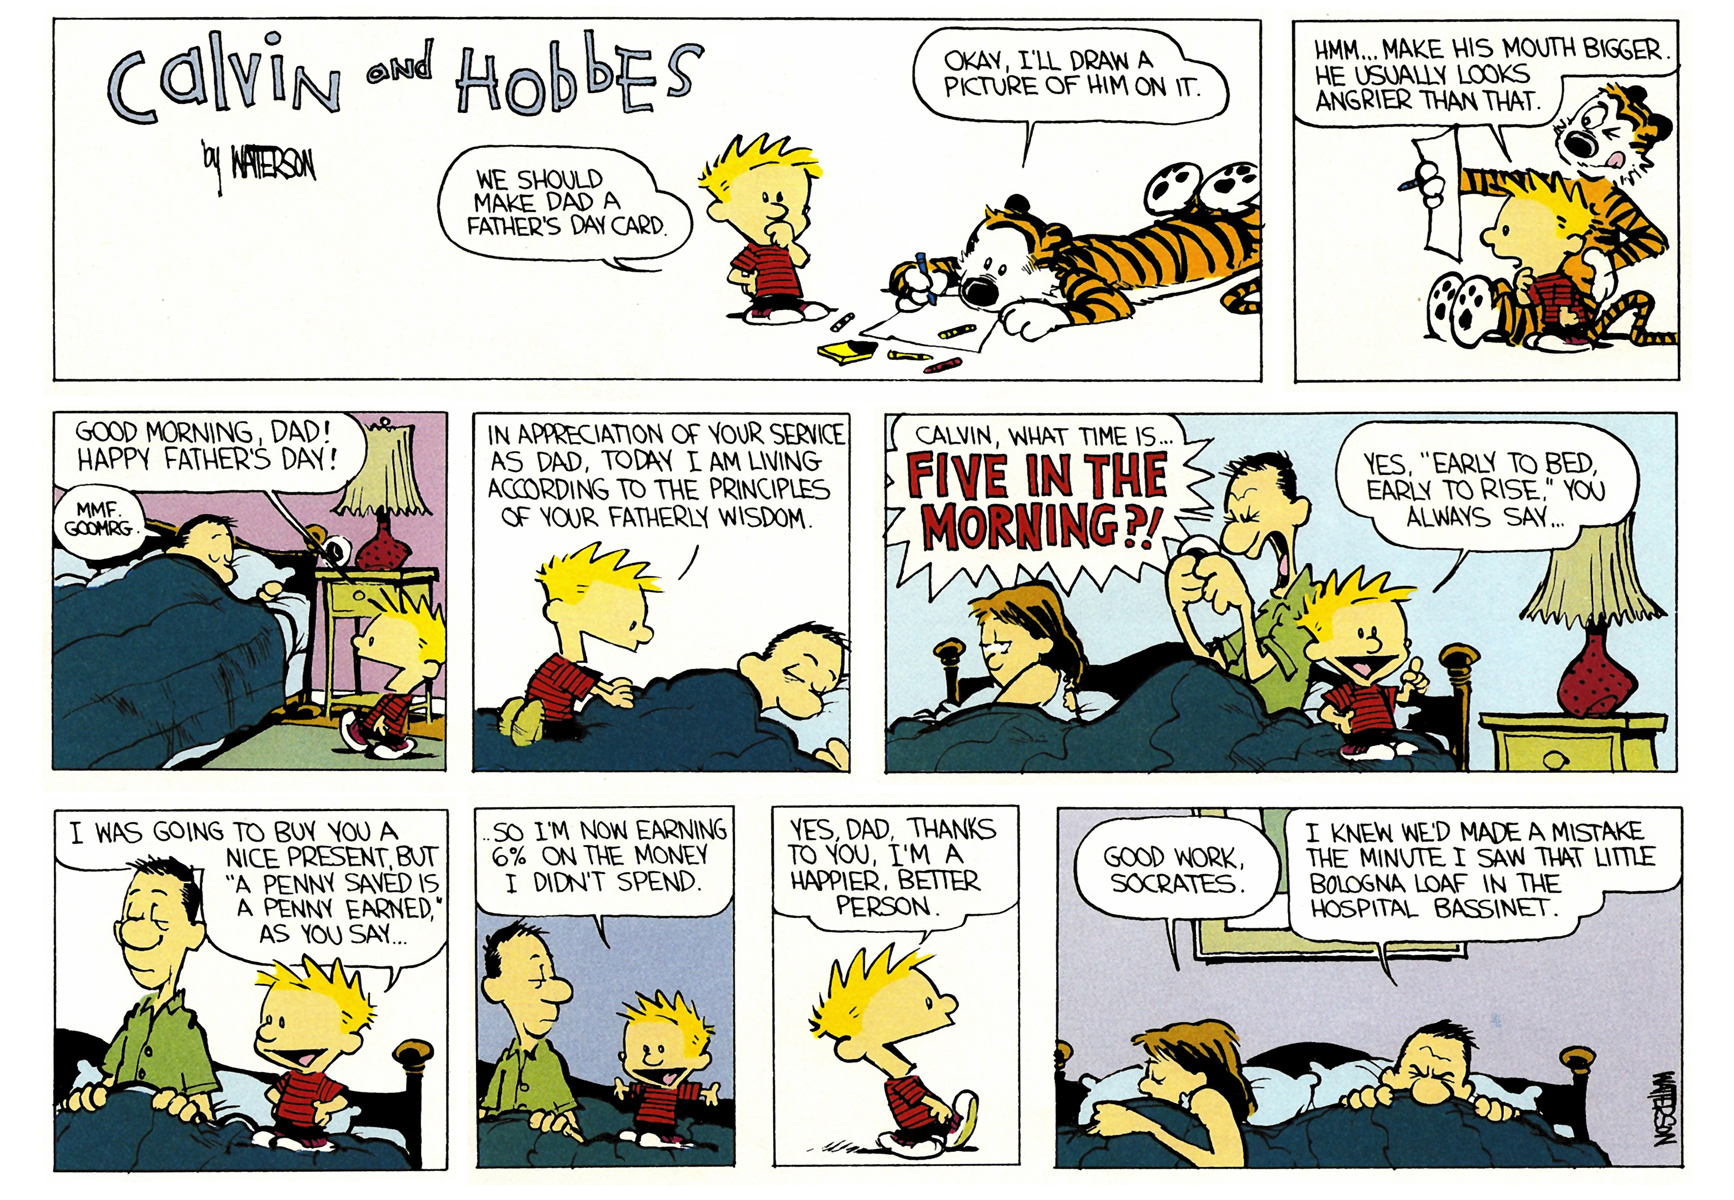 Calvin and HobbEs
by WATTERSON
WE SHOULD
MAKE DAD A
FATHER'S DAY CARD.
OKAY, I'LL DRAW A
PICTURE OF HIM ON IT.
HMM... MAKE HIS MOUTH BIGGER.
HE USUALLY LOOKS
ANGRIER THAN THAT.
GOOD MORNING, DAD!
HAPPY FATHER'S DAY!
MMF.
GOOMRG.
IN APPRECIATION OF YOUR SERVICE
AS DAD, TODAY I AM LIVING
ACCORDING TO THE PRINCIPLES
OF YOUR FATHERLY WISDOM.
CALVIN, WHAT TIME IS...
FIVE IN THE
MORNING?!
YES, "EARLY TO BED,
EARLY TO RISE," YOU
ALWAYS SAY...
I WAS GOING TO BUY YOU A
NICE PRESENT, BUT
"A PENNY SAVED IS
A PENNY EARNED,"
AS YOU SAY...
..SO I'M NOW EARNING
6% ON THE MONEY
I DIDN'T SPEND.
YES, DAD, THANKS
TO YOU, I'M A
HAPPIER, BETTER
PERSON.
GOOD WORK,
SOCRATES.
I KNEW WE'D MADE A MISTAKE
THE MINUTE I SAW THAT LITTLE
BOLOGNA LOAF IN THE
HOSPITAL BASSINET.
WATTERSON